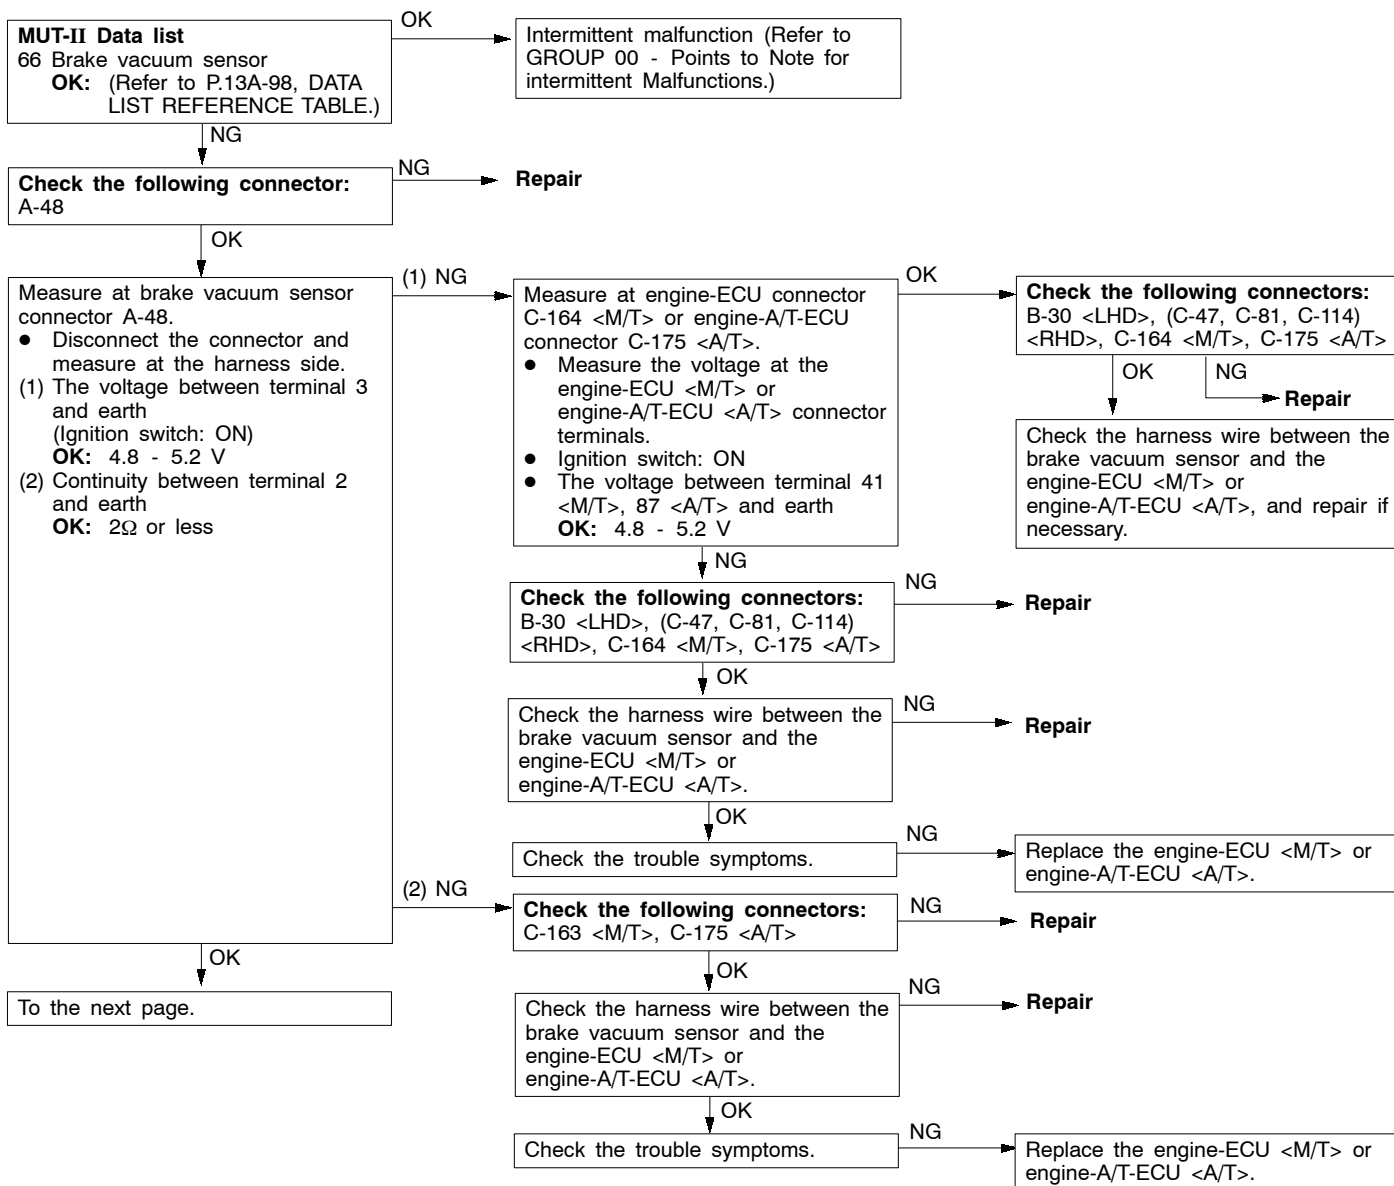 MUT-II Data list
66 Brake vacuum sensor
OK: (Refer to P.13A-98, DATA
LIST REFERENCE TABLE.)
OK
Intermittent malfunction (Refer to
GROUP 00 - Points to Note for
intermittent Malfunctions.)
NG
Check the following connector:
A-48
NG
Repair
OK
Measure at brake vacuum sensor
connector A-48.
● Disconnect the connector and
measure at the harness side.
(1) The voltage between terminal 3
and earth
(Ignition switch: ON)
OK: 4.8 - 5.2 V
(2) Continuity between terminal 2
and earth
OK: 2Ω or less
(1) NG
Measure at engine-ECU connector
C-164 <M/T> or engine-A/T-ECU
connector C-175 <A/T>.
● Measure the voltage at the
engine-ECU <M/T> or
engine-A/T-ECU <A/T> connector
terminals.
● Ignition switch: ON
● The voltage between terminal 41
<M/T>, 87 <A/T> and earth
OK: 4.8 - 5.2 V
OK
Check the following connectors:
B-30 <LHD>, (C-47, C-81, C-114)
<RHD>, C-164 <M/T>, C-175 <A/T>
OK
NG
Repair
Check the harness wire between the
brake vacuum sensor and the
engine-ECU <M/T> or
engine-A/T-ECU <A/T>, and repair if
necessary.
NG
Check the following connectors:
B-30 <LHD>, (C-47, C-81, C-114)
<RHD>, C-164 <M/T>, C-175 <A/T>
NG
Repair
OK
Check the harness wire between the
brake vacuum sensor and the
engine-ECU <M/T> or
engine-A/T-ECU <A/T>.
NG
Repair
OK
Check the trouble symptoms.
NG
Replace the engine-ECU <M/T> or
engine-A/T-ECU <A/T>.
(2) NG
Check the following connectors:
C-163 <M/T>, C-175 <A/T>
NG
Repair
OK
To the next page.
OK
Check the harness wire between the
brake vacuum sensor and the
engine-ECU <M/T> or
engine-A/T-ECU <A/T>.
NG
Repair
OK
Check the trouble symptoms.
NG
Replace the engine-ECU <M/T> or
engine-A/T-ECU <A/T>.